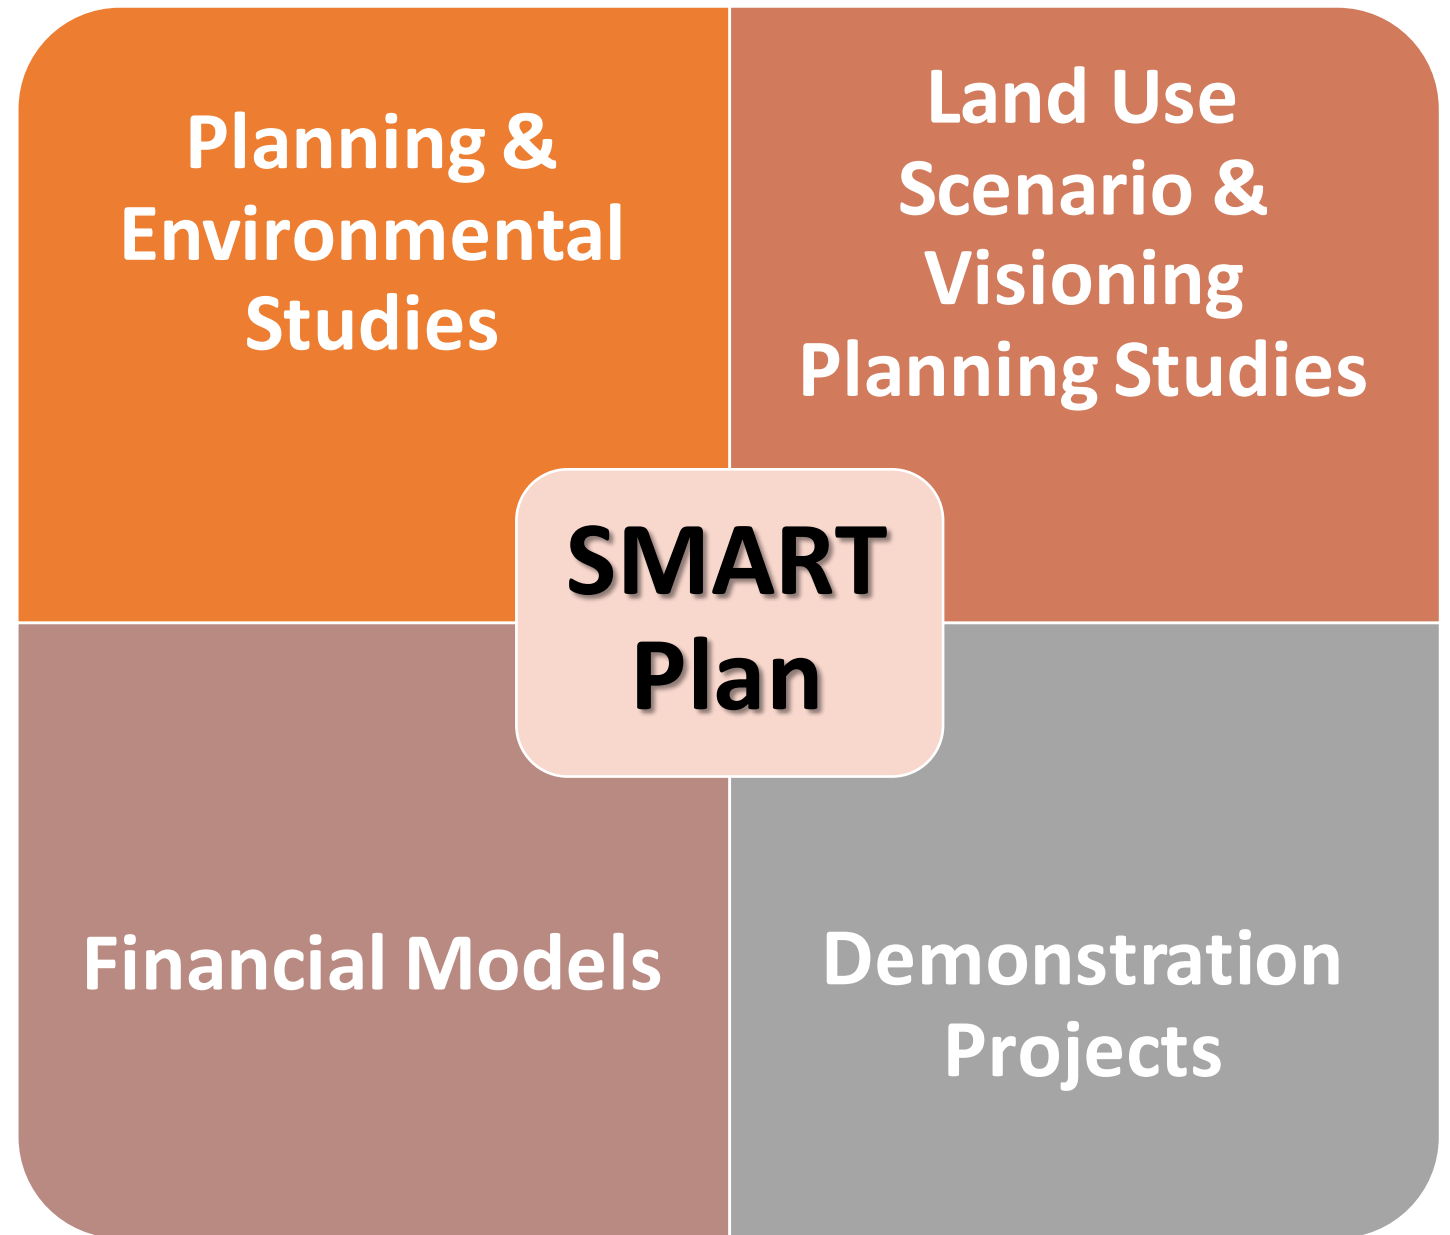 Planning &
Environmental
Studies
Land Use
Scenario &
Visioning
Planning Studies
SMART
Plan
Financial Models
Demonstration
Projects